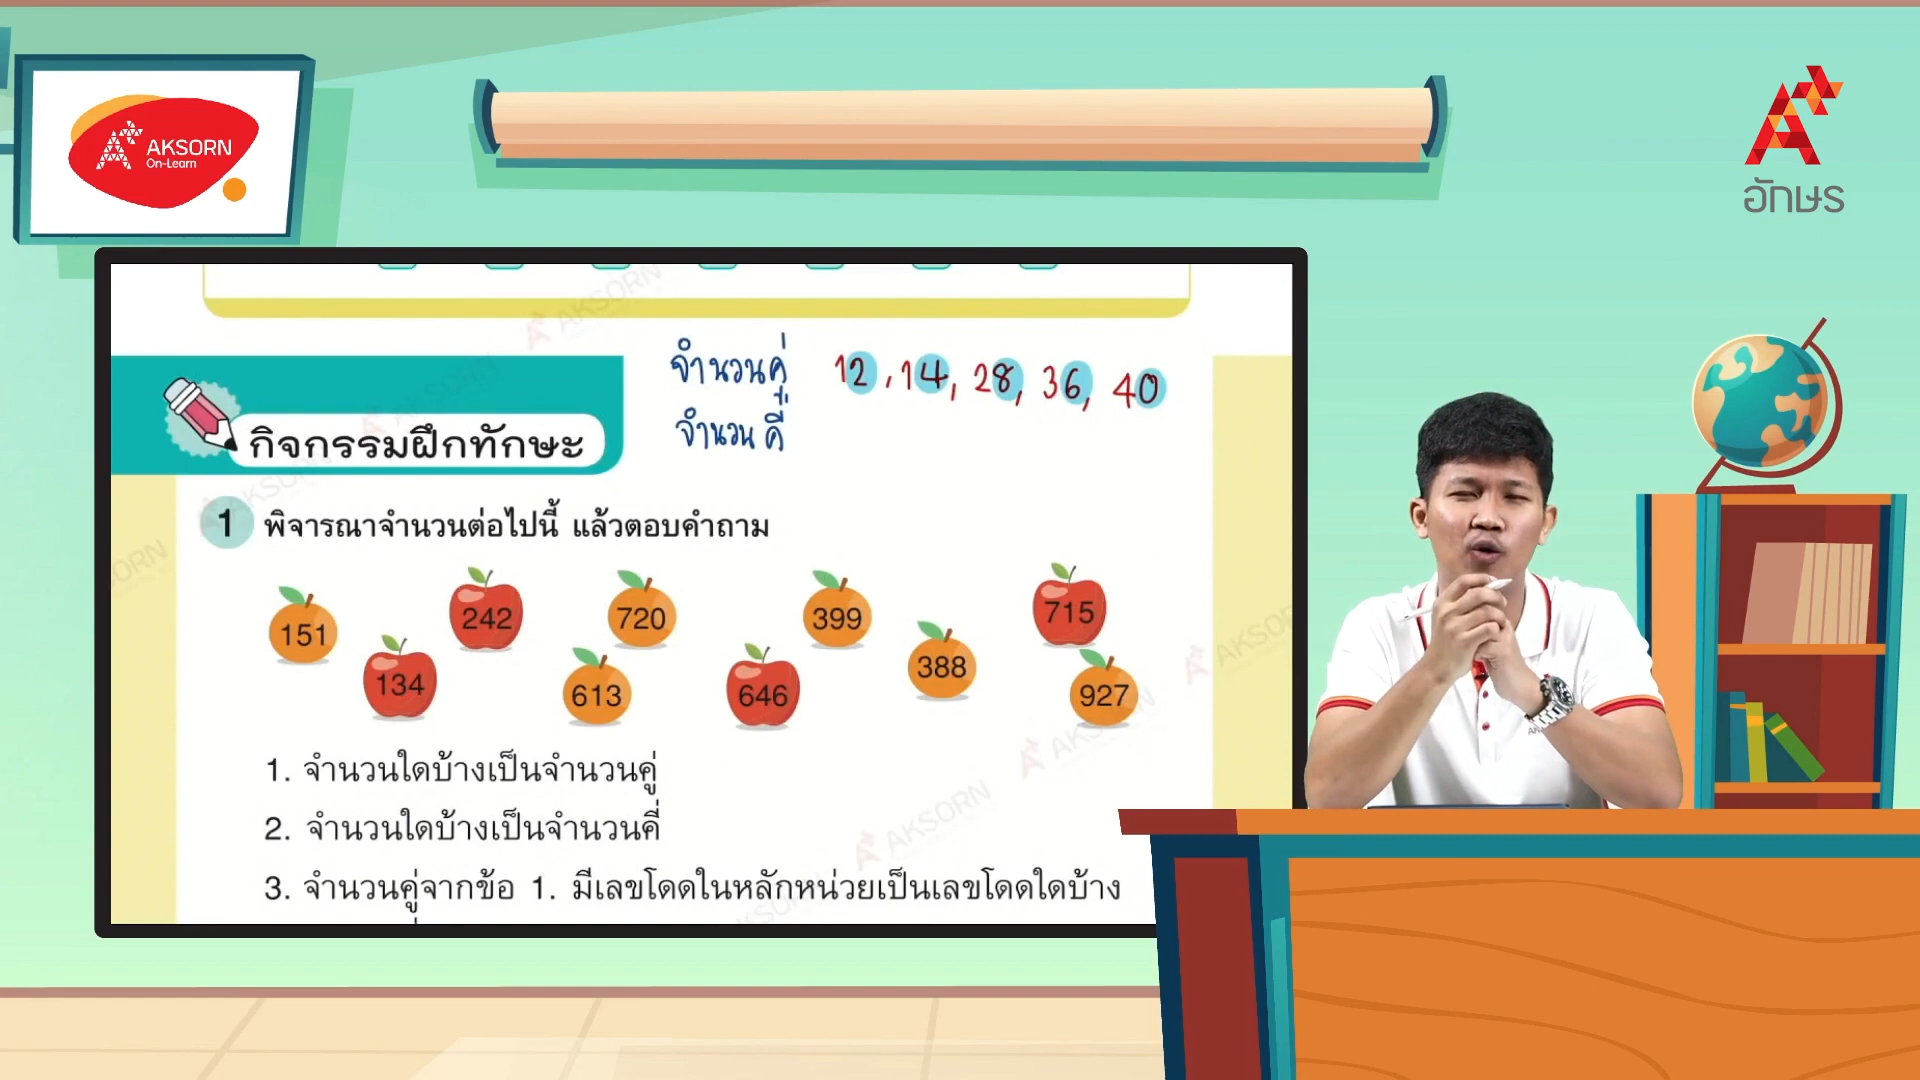 AKSORN
On-Learn
อักษร
จำนวนคู่ 12, 14, 28, 36, 40
จำนวนคี่
กิจกรรมฝึกทักษะ
1 พิจารณาจำนวนต่อไปนี้ แล้วตอบคำถาม
151 242 720 399 715
134 613 646 388 927
1. จำนวนใดบ้างเป็นจำนวนคู่
2. จำนวนใดบ้างเป็นจำนวนคี่
3. จำนวนคู่จากข้อ 1. มีเลขโดดในหลักหน่วยเป็นเลขโดดใดบ้าง